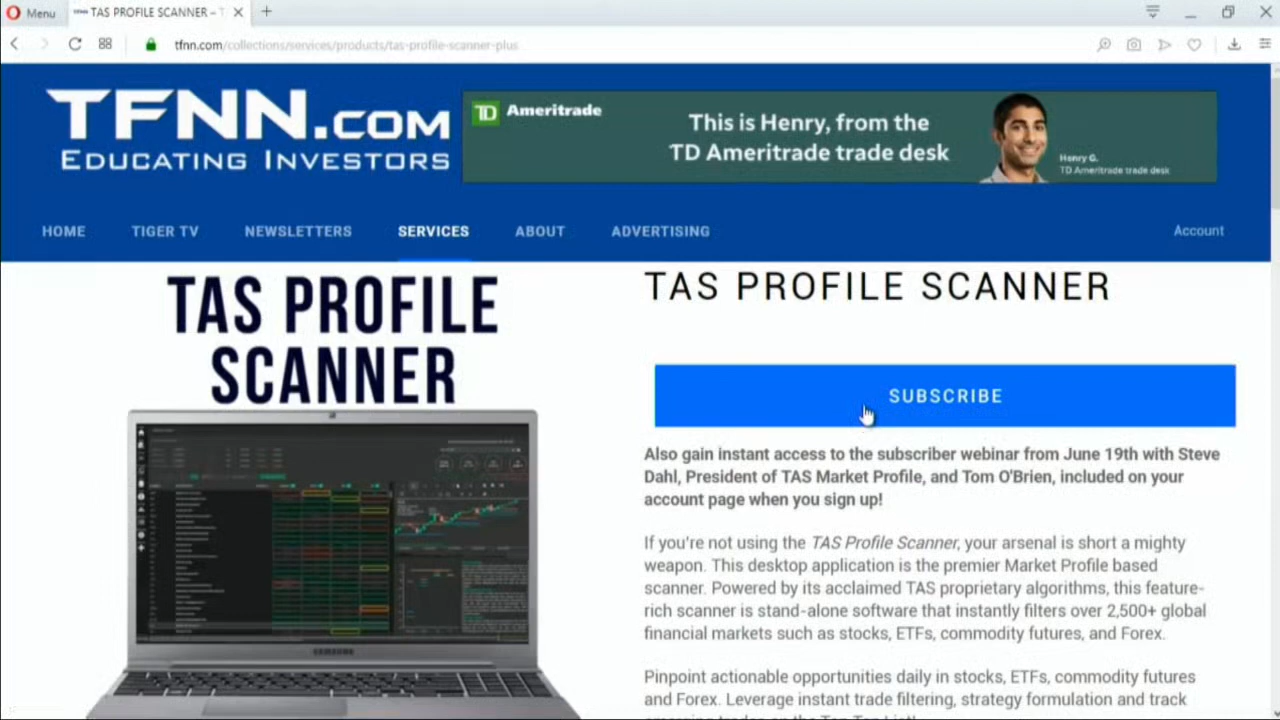 Menu
TAS PROFILE SCANNER – T
tfnn.com/collections/services/products/tas-profile-scanner-plus
TFNN.COM
EDUCATING INVESTORS
TD Ameritrade
This is Henry, from the
TD Ameritrade trade desk
Henry G.
TD Ameritrade trade desk
HOME TIGER TV NEWSLETTERS SERVICES ABOUT ADVERTISING Account
TAS PROFILE
SCANNER
SAMSUNG
TAS PROFILE SCANNER
SUBSCRIBE
Also gain instant access to the subscriber webinar from June 19th with Steve
Dahl, President of TAS Market Profile, and Tom O'Brien, included on your
account page when you sign up!
If you're not using the TAS Profile Scanner, your arsenal is short a mighty
weapon. This desktop application is the premier Market Profile based
scanner. Powered by its acclaimed TAS proprietary algorithms, this feature-
rich scanner is stand-alone software that instantly filters over 2,500+ global
financial markets such as stocks, ETFs, commodity futures, and Forex.
Pinpoint actionable opportunities daily in stocks, ETFs, commodity futures
and Forex. Leverage instant trade filtering, strategy formulation and track